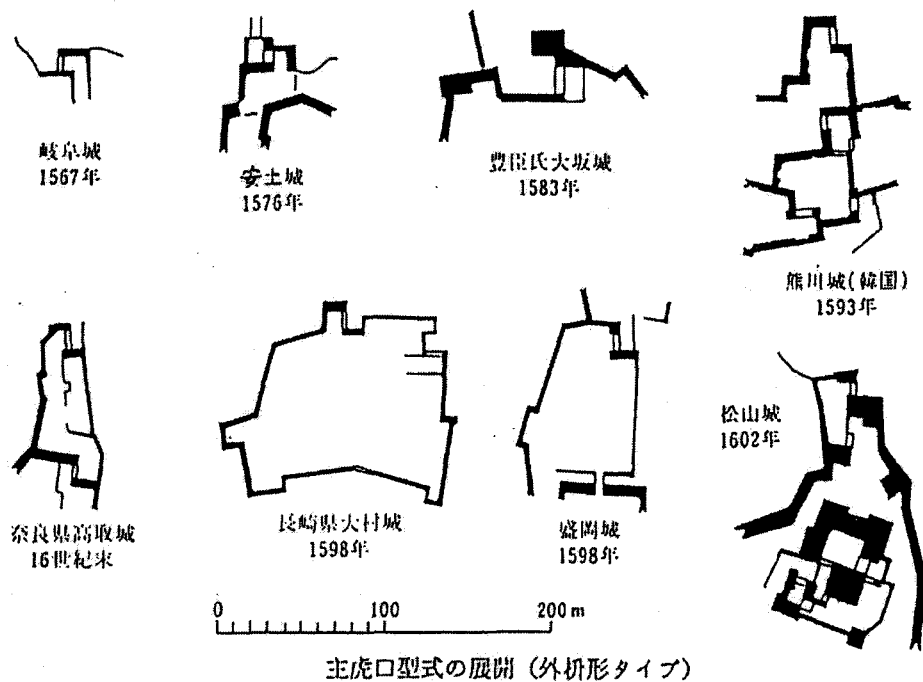 岐阜城
1567年
安土城
1576年
豊臣氏大坂城
1583年
熊川城(韓国)
1593年
奈良県高取城
16世紀末
長崎県大村城
1598年
盛岡城
1598年
松山城
1602年
0 100 200m
主虎口型式の展開(外枡形タイプ)